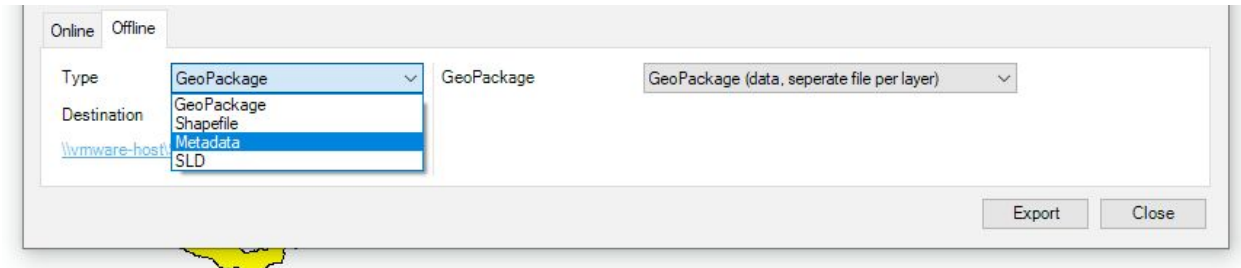 Online Offline
Type GeoPackage GeoPackage GeoPackage (data, seperate file per layer)
GeoPackage
Destination Shapefile
\\vmware-host\ Metadata
SLD
Export Close